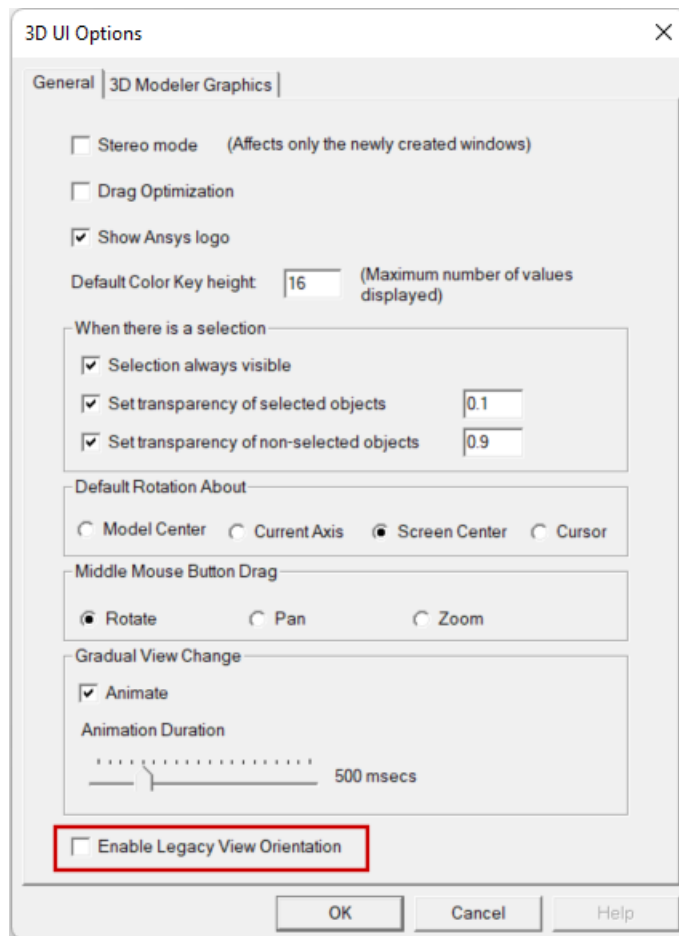 3D UI Options
General 3D Modeler Graphics
Stereo mode (Affects only the newly created windows)
Drag Optimization
Show Ansys logo
Default Color Key height: 16 (Maximum number of values
displayed)
When there is a selection
Selection always visible
Set transparency of selected objects 0.1
Set transparency of non-selected objects 0.9
Default Rotation About
Model Center Current Axis Screen Center Cursor
Middle Mouse Button Drag
Rotate Pan Zoom
Gradual View Change
Animate
Animation Duration
500 msecs
Enable Legacy View Orientation
OK Cancel Help